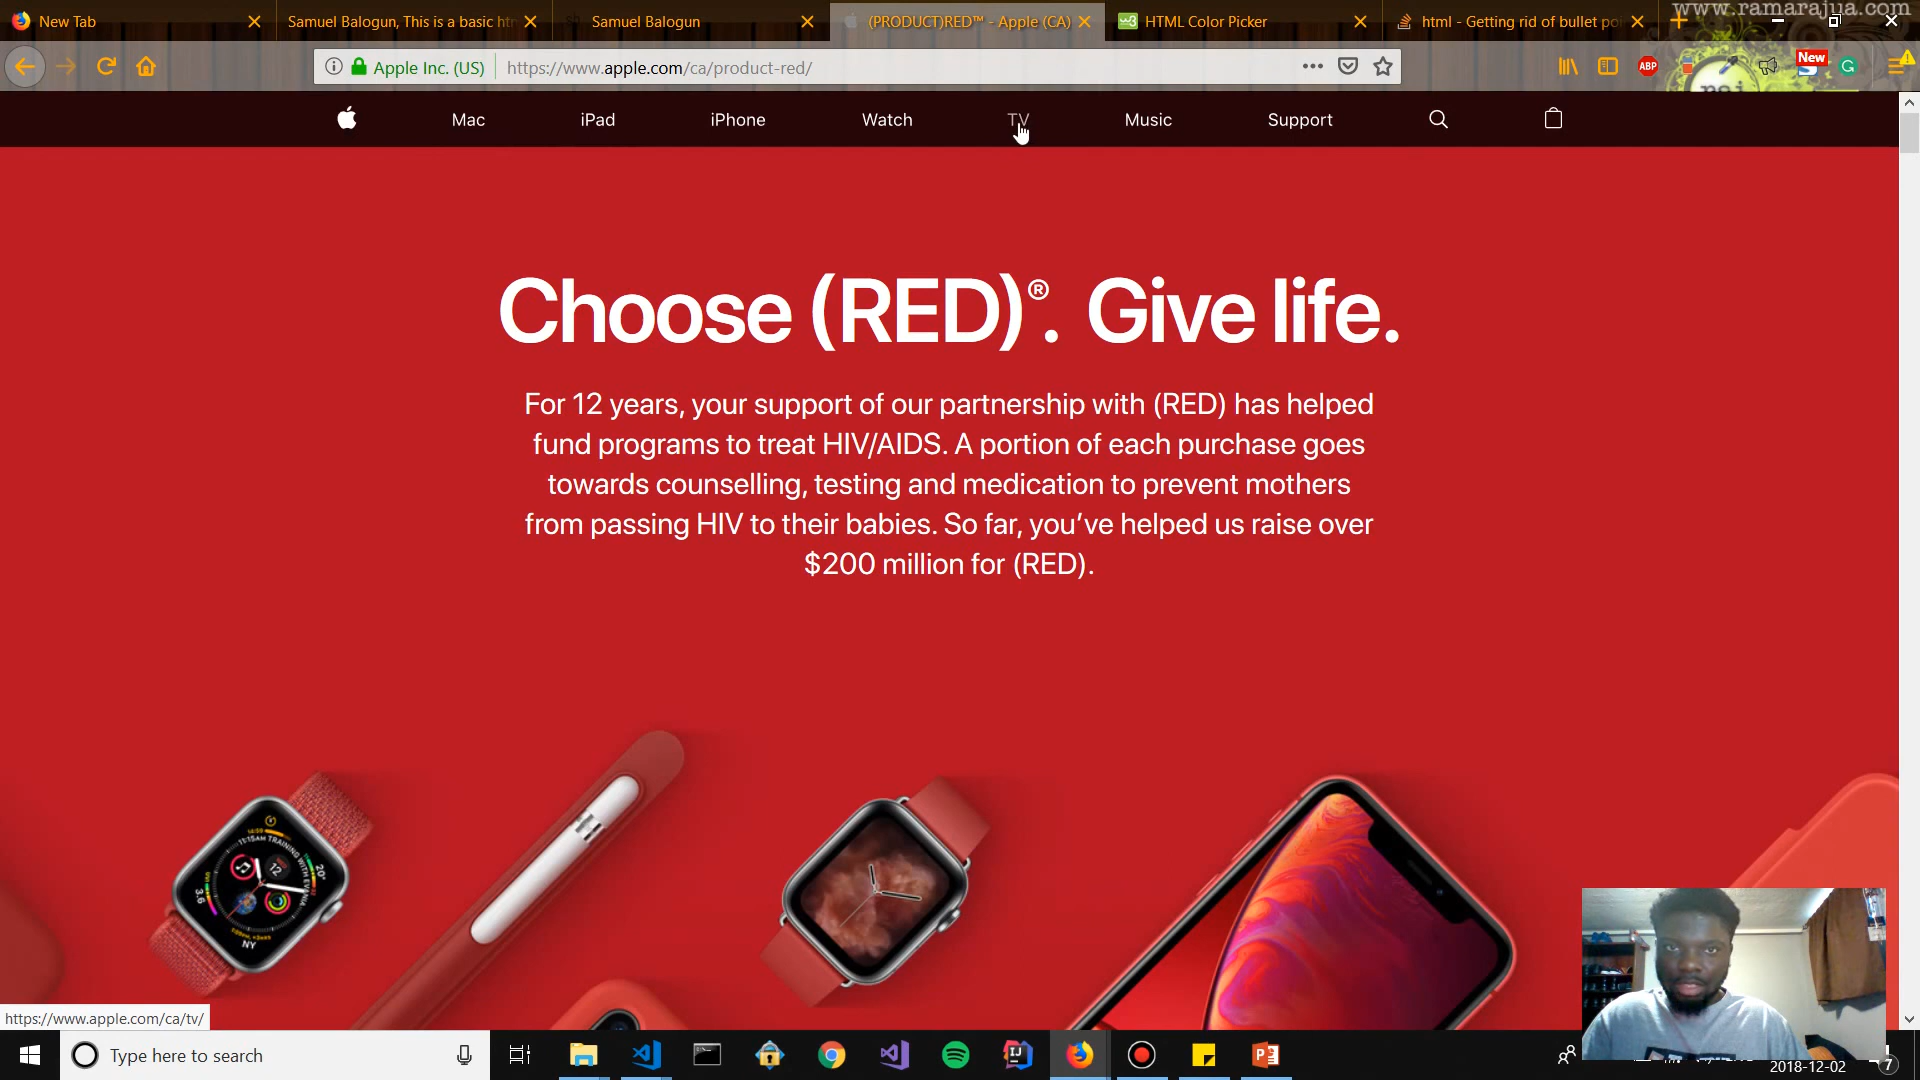 New Tab
Samuel Balogun, This is a basic ht
Samuel Balogun
(PRODUCT)RED™ - Apple (CA)
HTML Color Picker
html - Getting rid of bullet poi
www.ramarajua.com
Apple Inc. (US)
https://www.apple.com/ca/product-red/
ABP
New
Mac
iPad
iPhone
Watch
TV
Music
Support
Choose (RED)®. Give life.
For 12 years, your support of our partnership with (RED) has helped
fund programs to treat HIV/AIDS. A portion of each purchase goes
towards counselling, testing and medication to prevent mothers
from passing HIV to their babies. So far, you've helped us raise over
$200 million for (RED).
NY
https://www.apple.com/ca/tv/
Type here to search
2018-12-02
7